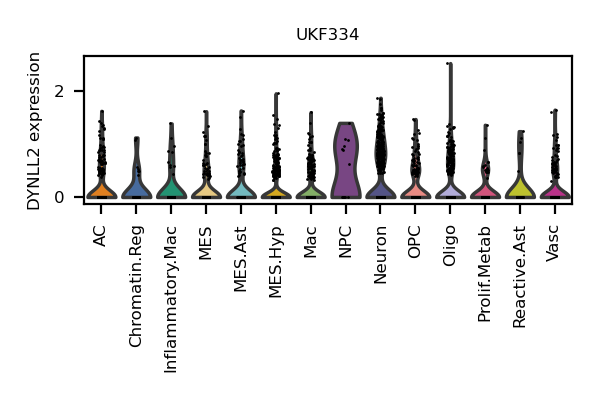 UKF334
DYNLL2 expression
2
0
AC
Chromatin.Reg
Inflammatory.Mac
MES
MES.Ast
MES.Hyp
Mac
NPC
Neuron
OPC
Oligo
Prolif.Metab
Reactive.Ast
Vasc